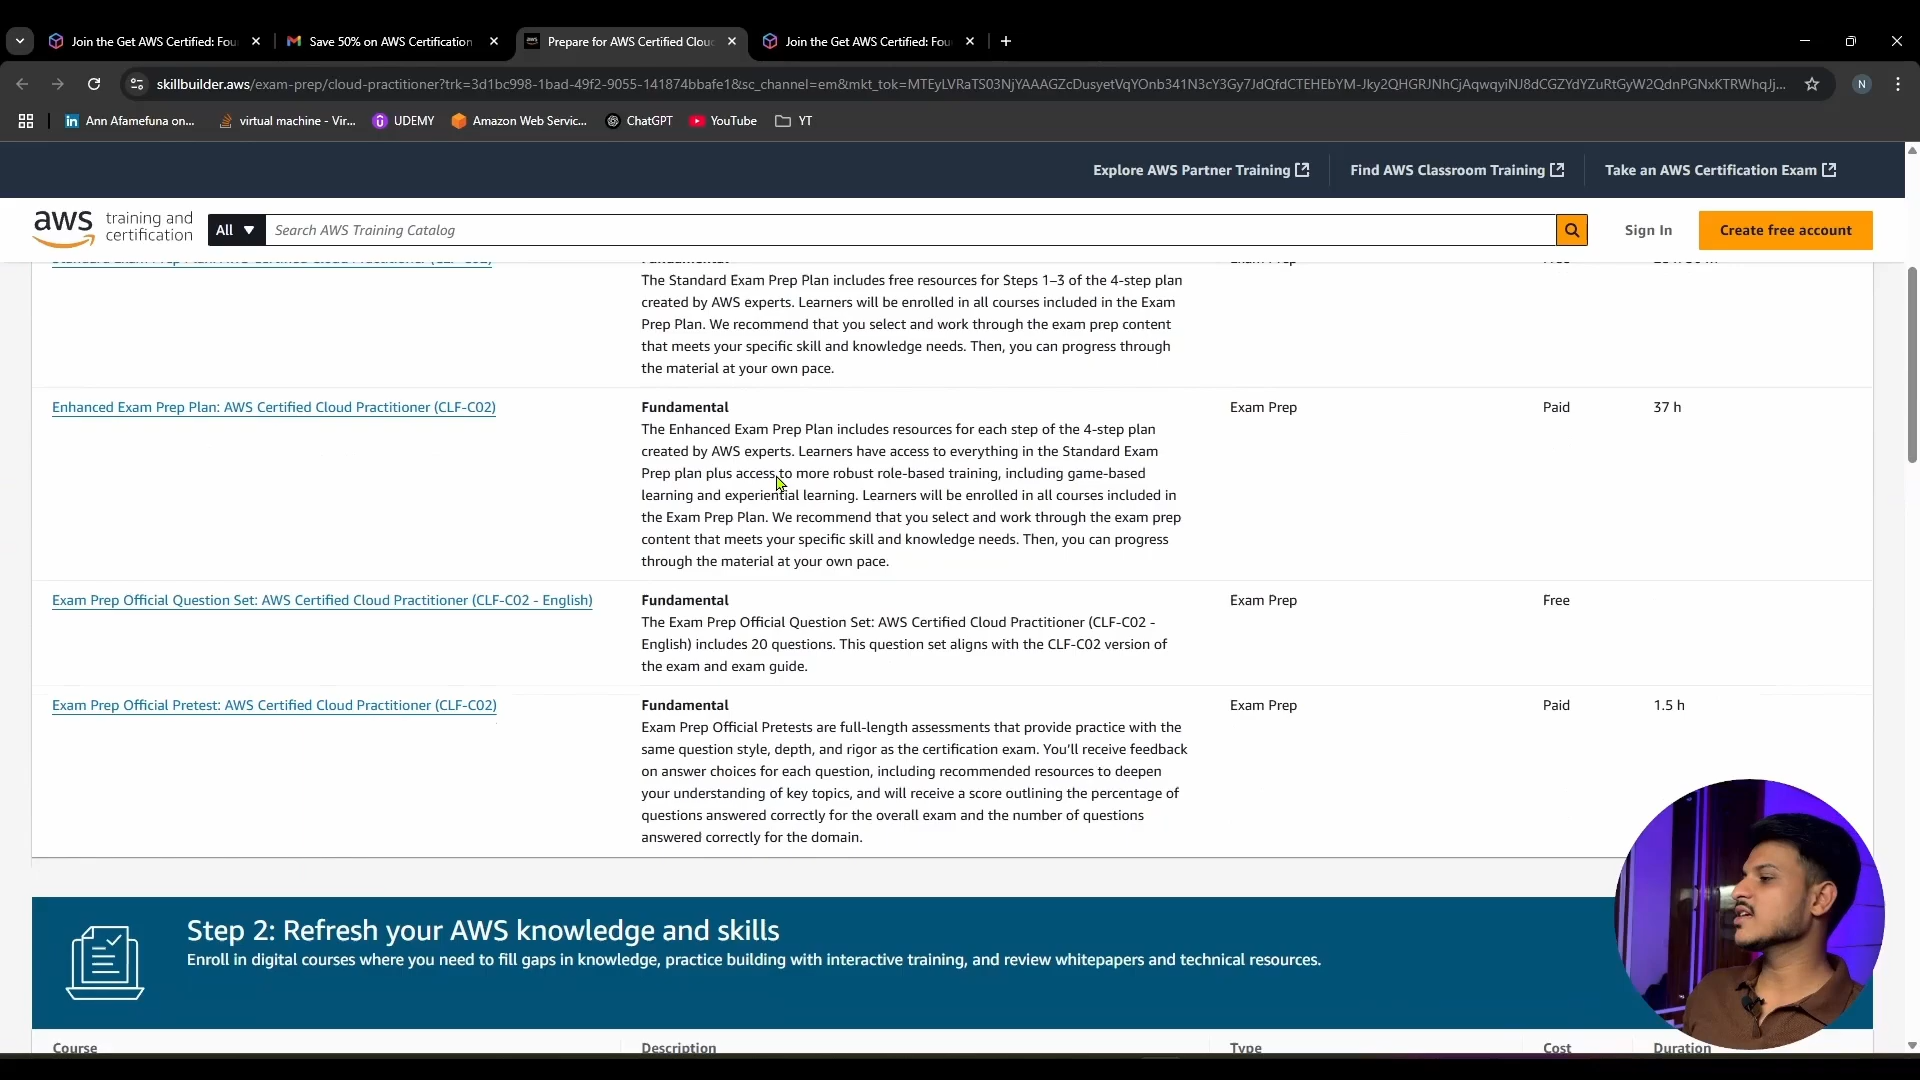 Join the Get AWS Certified: Fou
Save 50% on AWS Certification
Prepare for AWS Certified Clou
Join the Get AWS Certified: Fou
skillbuilder.aws/exam-prep/cloud-practitioner?trk=3d1bc998-1bad-49f2-9055-141874bbafe1&sc_channel=em&mkt_tok=
Ann Afamefuna on...
virtual machine - Vir...
UDEMY
Amazon Web Servic...
ChatGPT
YouTube
YT
N
Explore AWS Partner Training
Find AWS Classroom Training
Take an AWS Certification Exam
aws training and certification
All
Search AWS Training Catalog
Sign In
Create free account
The Standard Exam Prep Plan includes free resources for Steps 1–3 of the 4-step plan
created by AWS experts. Learners will be enrolled in all courses included in the Exam
Prep Plan. We recommend that you select and work through the exam prep content
that meets your specific skill and knowledge needs. Then, you can progress through
the material at your own pace.
Enhanced Exam Prep Plan: AWS Certified Cloud Practitioner (CLF-C02)
Fundamental
Exam Prep
Paid
37 h
The Enhanced Exam Prep Plan includes resources for each step of the 4-step plan
created by AWS experts. Learners have access to everything in the Standard Exam
Prep plan plus access to more robust role-based training, including game-based
learning and experiential learning. Learners will be enrolled in all courses included in
the Exam Prep Plan. We recommend that you select and work through the exam prep
content that meets your specific skill and knowledge needs. Then, you can progress
through the material at your own pace.
Exam Prep Official Question Set: AWS Certified Cloud Practitioner (CLF-C02 - English)
Fundamental
Exam Prep
Free
The Exam Prep Official Question Set: AWS Certified Cloud Practitioner (CLF-C02 -
English) includes 20 questions. This question set aligns with the CLF-C02 version of
the exam and exam guide.
Exam Prep Official Pretest: AWS Certified Cloud Practitioner (CLF-C02)
Fundamental
Exam Prep
Paid
1.5 h
Exam Prep Official Pretests are full-length assessments that provide practice with the
same question style, depth, and rigor as the certification exam. You'll receive feedback
on answer choices for each question, including recommended resources to deepen
your understanding of key topics, and will receive a score outlining the percentage of
questions answered correctly for the overall exam and the number of questions
answered correctly for the domain.
Step 2: Refresh your AWS knowledge and skills
Enroll in digital courses where you need to fill gaps in knowledge, practice building with interactive training, and review whitepapers and technical resources.
Course
Description
Type
Cost
Duration